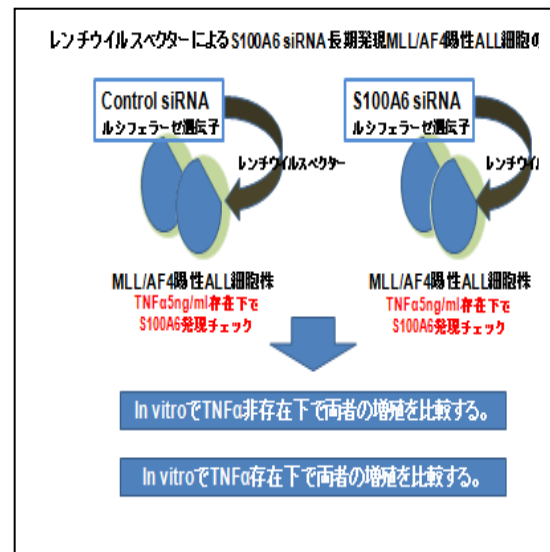 レンチウイルスベクターによるS100A6 siRNA長期発現MLL/AF4陽性ALL細胞の
Control siRNA
ルシフェラーゼ遺伝子
レンチウイルスベクター
MLL/AF4陽性ALL細胞株
TNFα5ng/ml存在下で
S100A6発現チェック
S100A6 siRNA
ルシフェラーゼ遺伝子
レンチウイル
MLL/AF4陽性ALL細胞株
TNFα5ng/ml存在下で
S100A6発現チェック
In vitroでTNFα非存在下で両者の増殖を比較する。
In vitroでTNFα存在下で両者の増殖を比較する。